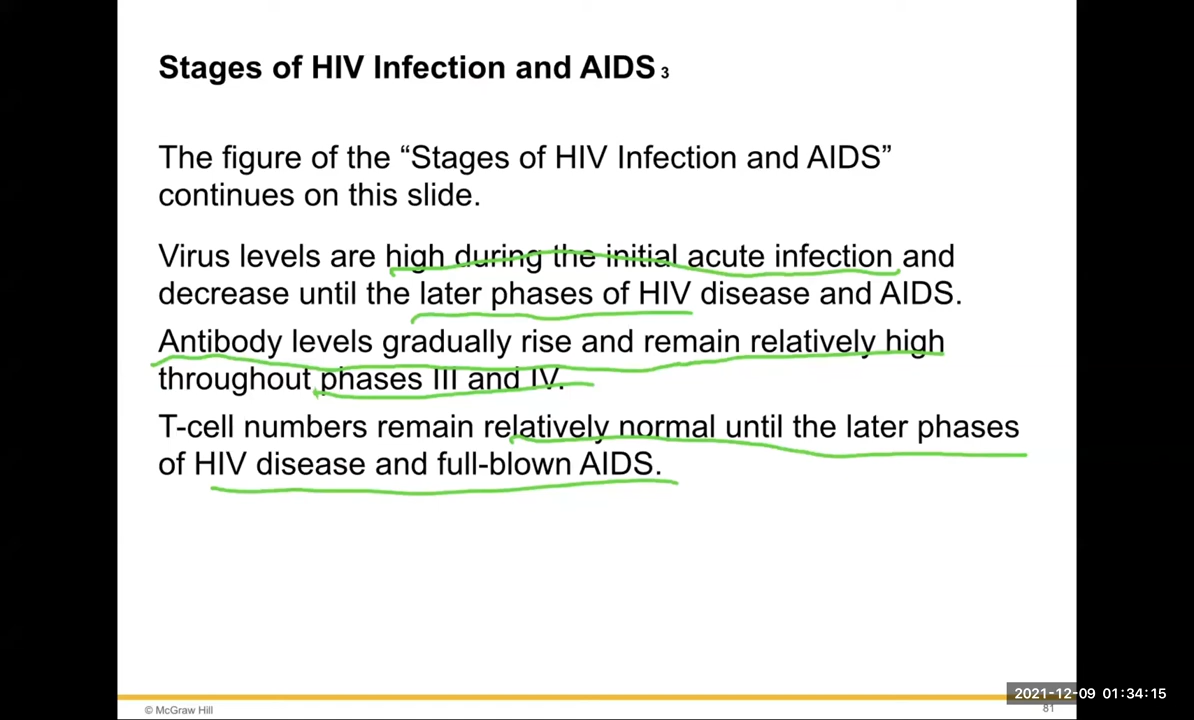 Stages of HIV Infection and AIDS 3
The figure of the “Stages of HIV Infection and AIDS”
continues on this slide.
Virus levels are high during the initial acute infection and
decrease until the later phases of HIV disease and AIDS.
Antibody levels gradually rise and remain relatively high
throughout phases III and IV.
T-cell numbers remain relatively normal until the later phases
of HIV disease and full-blown AIDS.
2021-12-09 01:34:15
© McGraw Hill
81